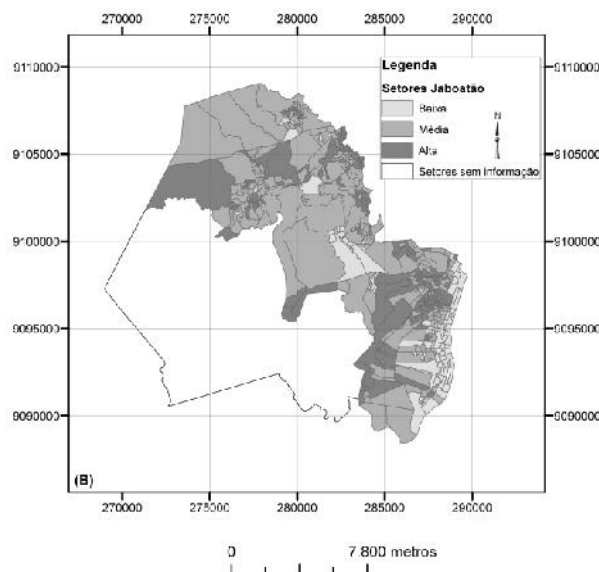 270000 275000 280000 285000 290000
9110000 9110000
Legenda
Setores Jaboatão
Baixa
Média
Alta
Setores sem informação
N
9105000 9105000
9100000 9100000
9095000 9095000
9090000 9090000
(B)
270000 275000 280000 285000 290000
0 7.800 metros